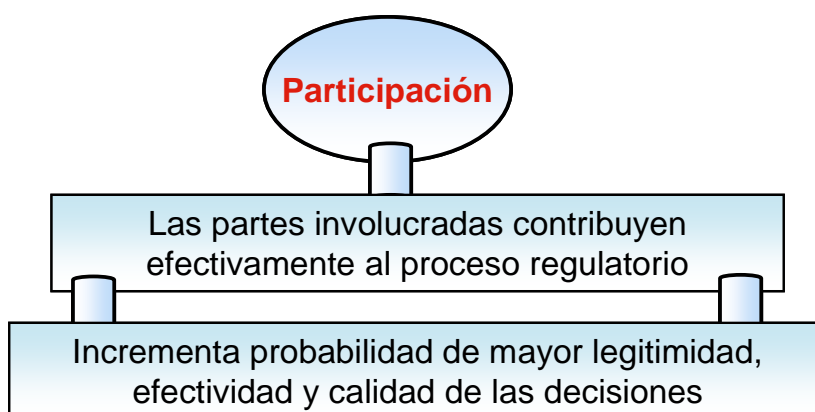 Participación
Las partes involucradas contribuyen
efectivamente al proceso regulatorio
Incrementa probabilidad de mayor legitimidad,
efectividad y calidad de las decisiones